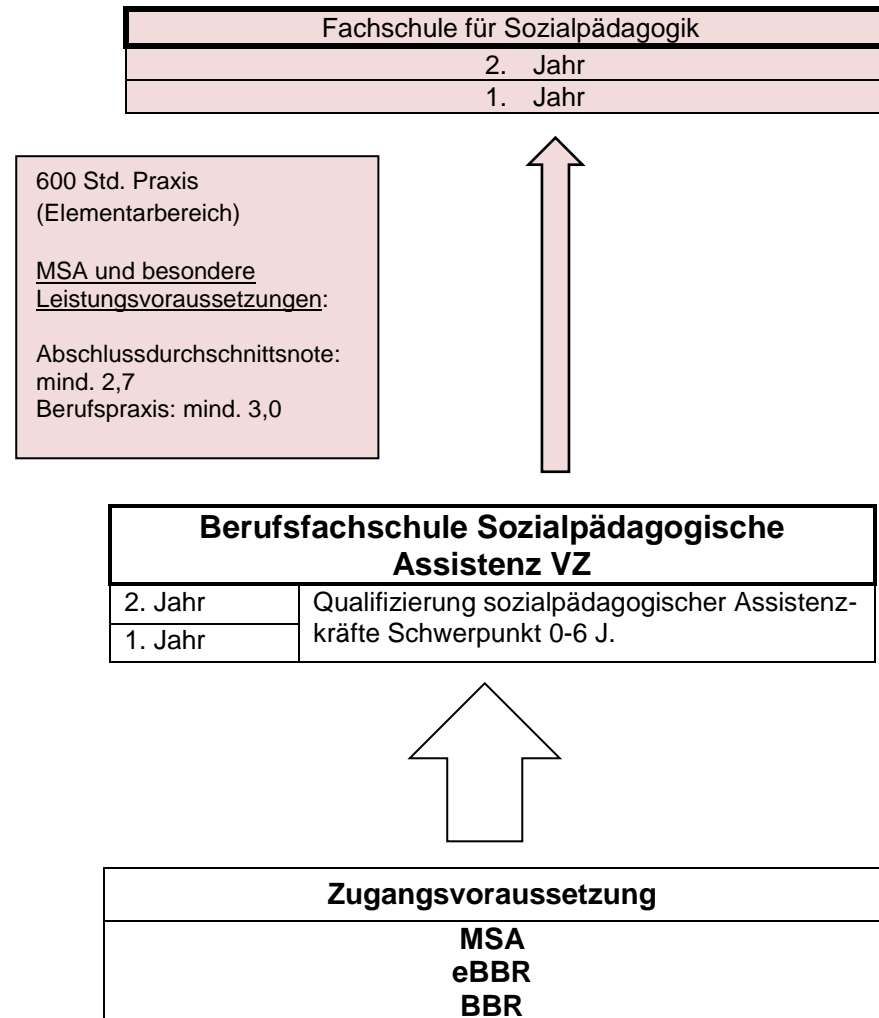 Fachschule für Sozialpädagogik
2. Jahr
1. Jahr
600 Std. Praxis
(Elementarbereich)
MSA und besondere
Leistungsvoraussetzungen:
Abschlussdurchschnittsnote:
mind. 2,7
Berufspraxis: mind. 3,0
Berufsfachschule Sozialpädagogische
Assistenz VZ
2. Jahr
1. Jahr
Qualifizierung sozialpädagogischer Assistenz-
kräfte Schwerpunkt 0-6 J.
Zugangsvoraussetzung
MSA
eBBR
BBR